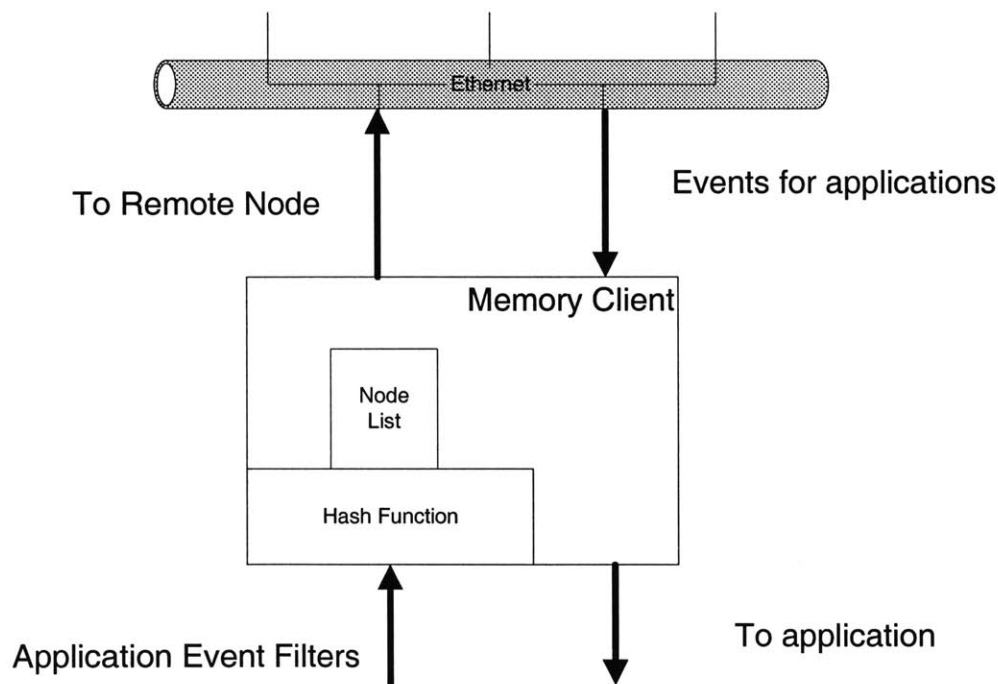 Ethernet
Events for applications
To Remote Node
Memory Client
Node
List
Hash Function
To application
Application Event Filters